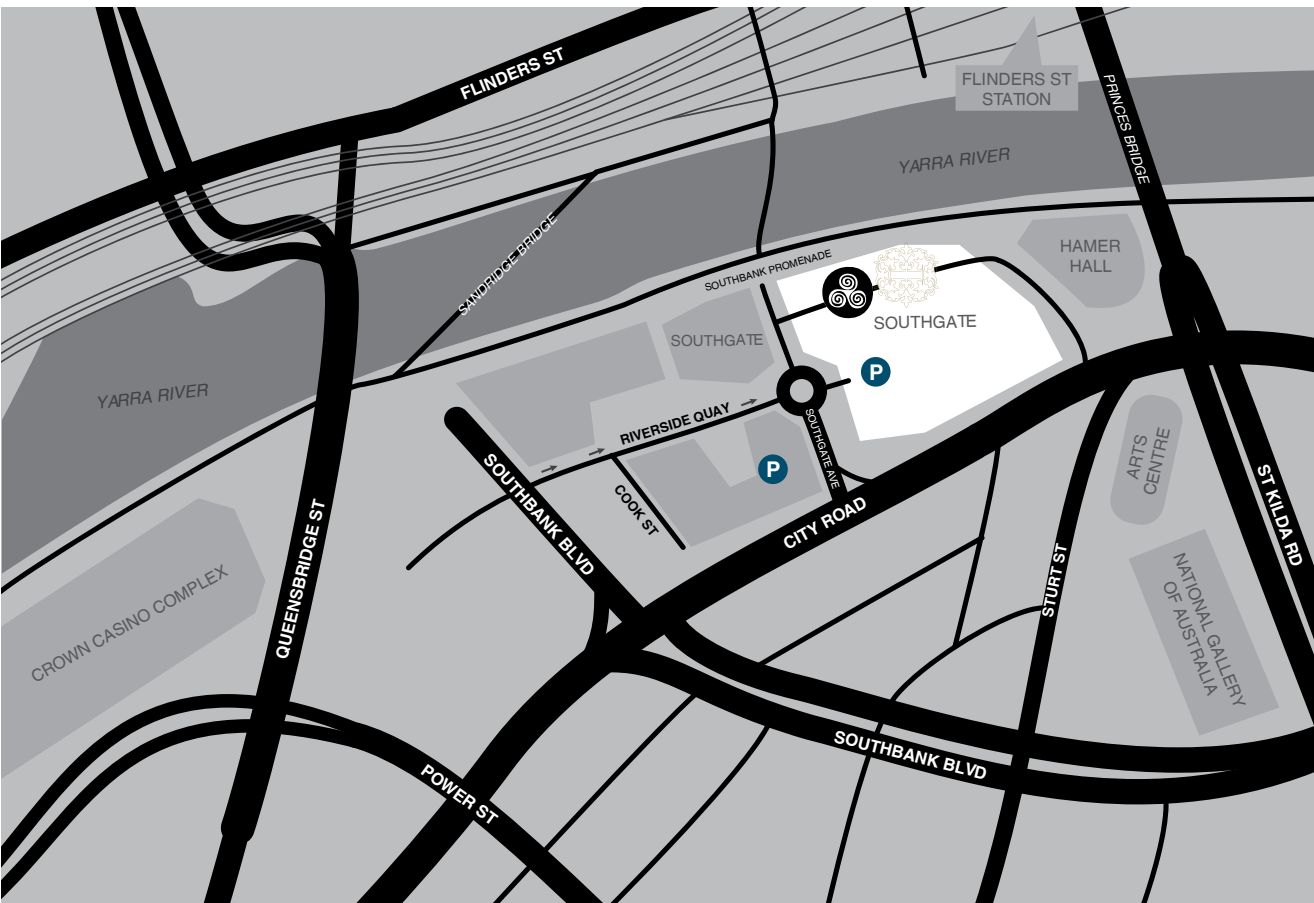 FLINDERS ST
FLINDERS ST
STATION
PRINCES BRIDGE
YARRA RIVER
SANDRIDGE BRIDGE
HAMER
HALL
SOUTHBANK PROMENADE
SOUTHGATE
SOUTHGATE
P
YARRA RIVER
RIVERSIDE QUAY
SOUTHGATE AVE
ARTS
CENTRE
P
SOUTHBANK BLVD
COOK ST
CITY ROAD
ST KILDA RD
QUEENSBRIDGE ST
STURT ST
CROWN CASINO COMPLEX
NATIONAL GALLERY
OF AUSTRALIA
SOUTHBANK BLVD
POWER ST